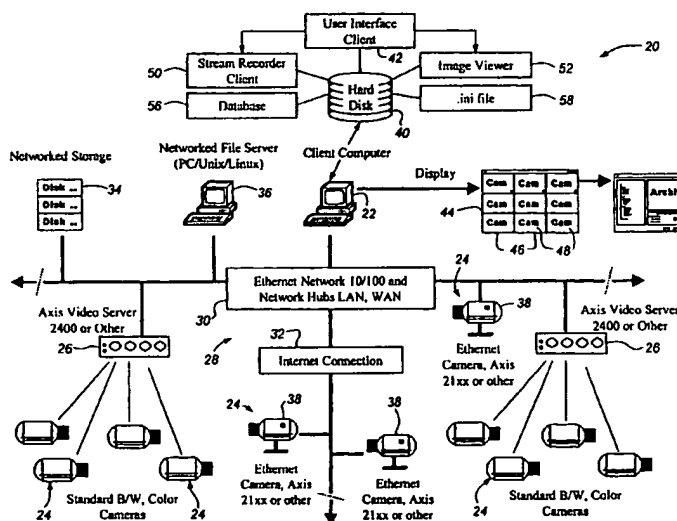 User Interface
Client
42
20
50
Stream Recorder
Client
Image Viewer
52
56
Database
Hard
Disk
.ini file
58
40
Networked Storage
Networked File Server
(PC/Unix/Linux)
Client Computer
Display
Disk ..
Disk ..
Disk ..
34
36
22
44
Cam Cam Cam
Cam Cam Cam
Cam Cam Cam
46
48
Ethernet Network 10/100 and
Network Hubs LAN, WAN
30
24
38
Axis Video Server
2400 or Other
26
28
32
Internet Connection
Ethernet
Camera, Axis
21xx or other
Axis Video Server
2400 or Other
26
24
38
38
Ethernet
Camera, Axis
21xx or other
Ethernet
Camera, Axis
21xx or other
24
Standard B/W, Color
Cameras
24
24
Standard B/W, Color
Cameras